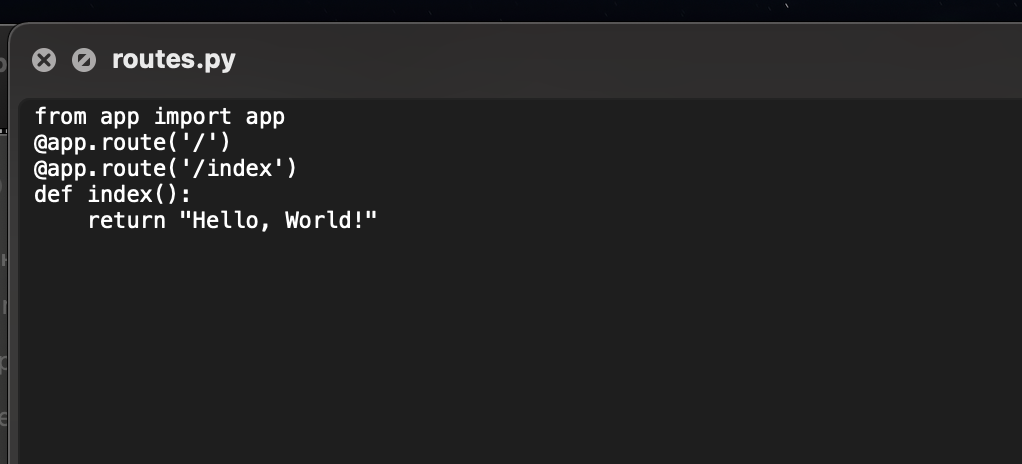 routes.py
from app import app
@app.route('/')
@app.route('/index')
def index():
    return "Hello, World!"